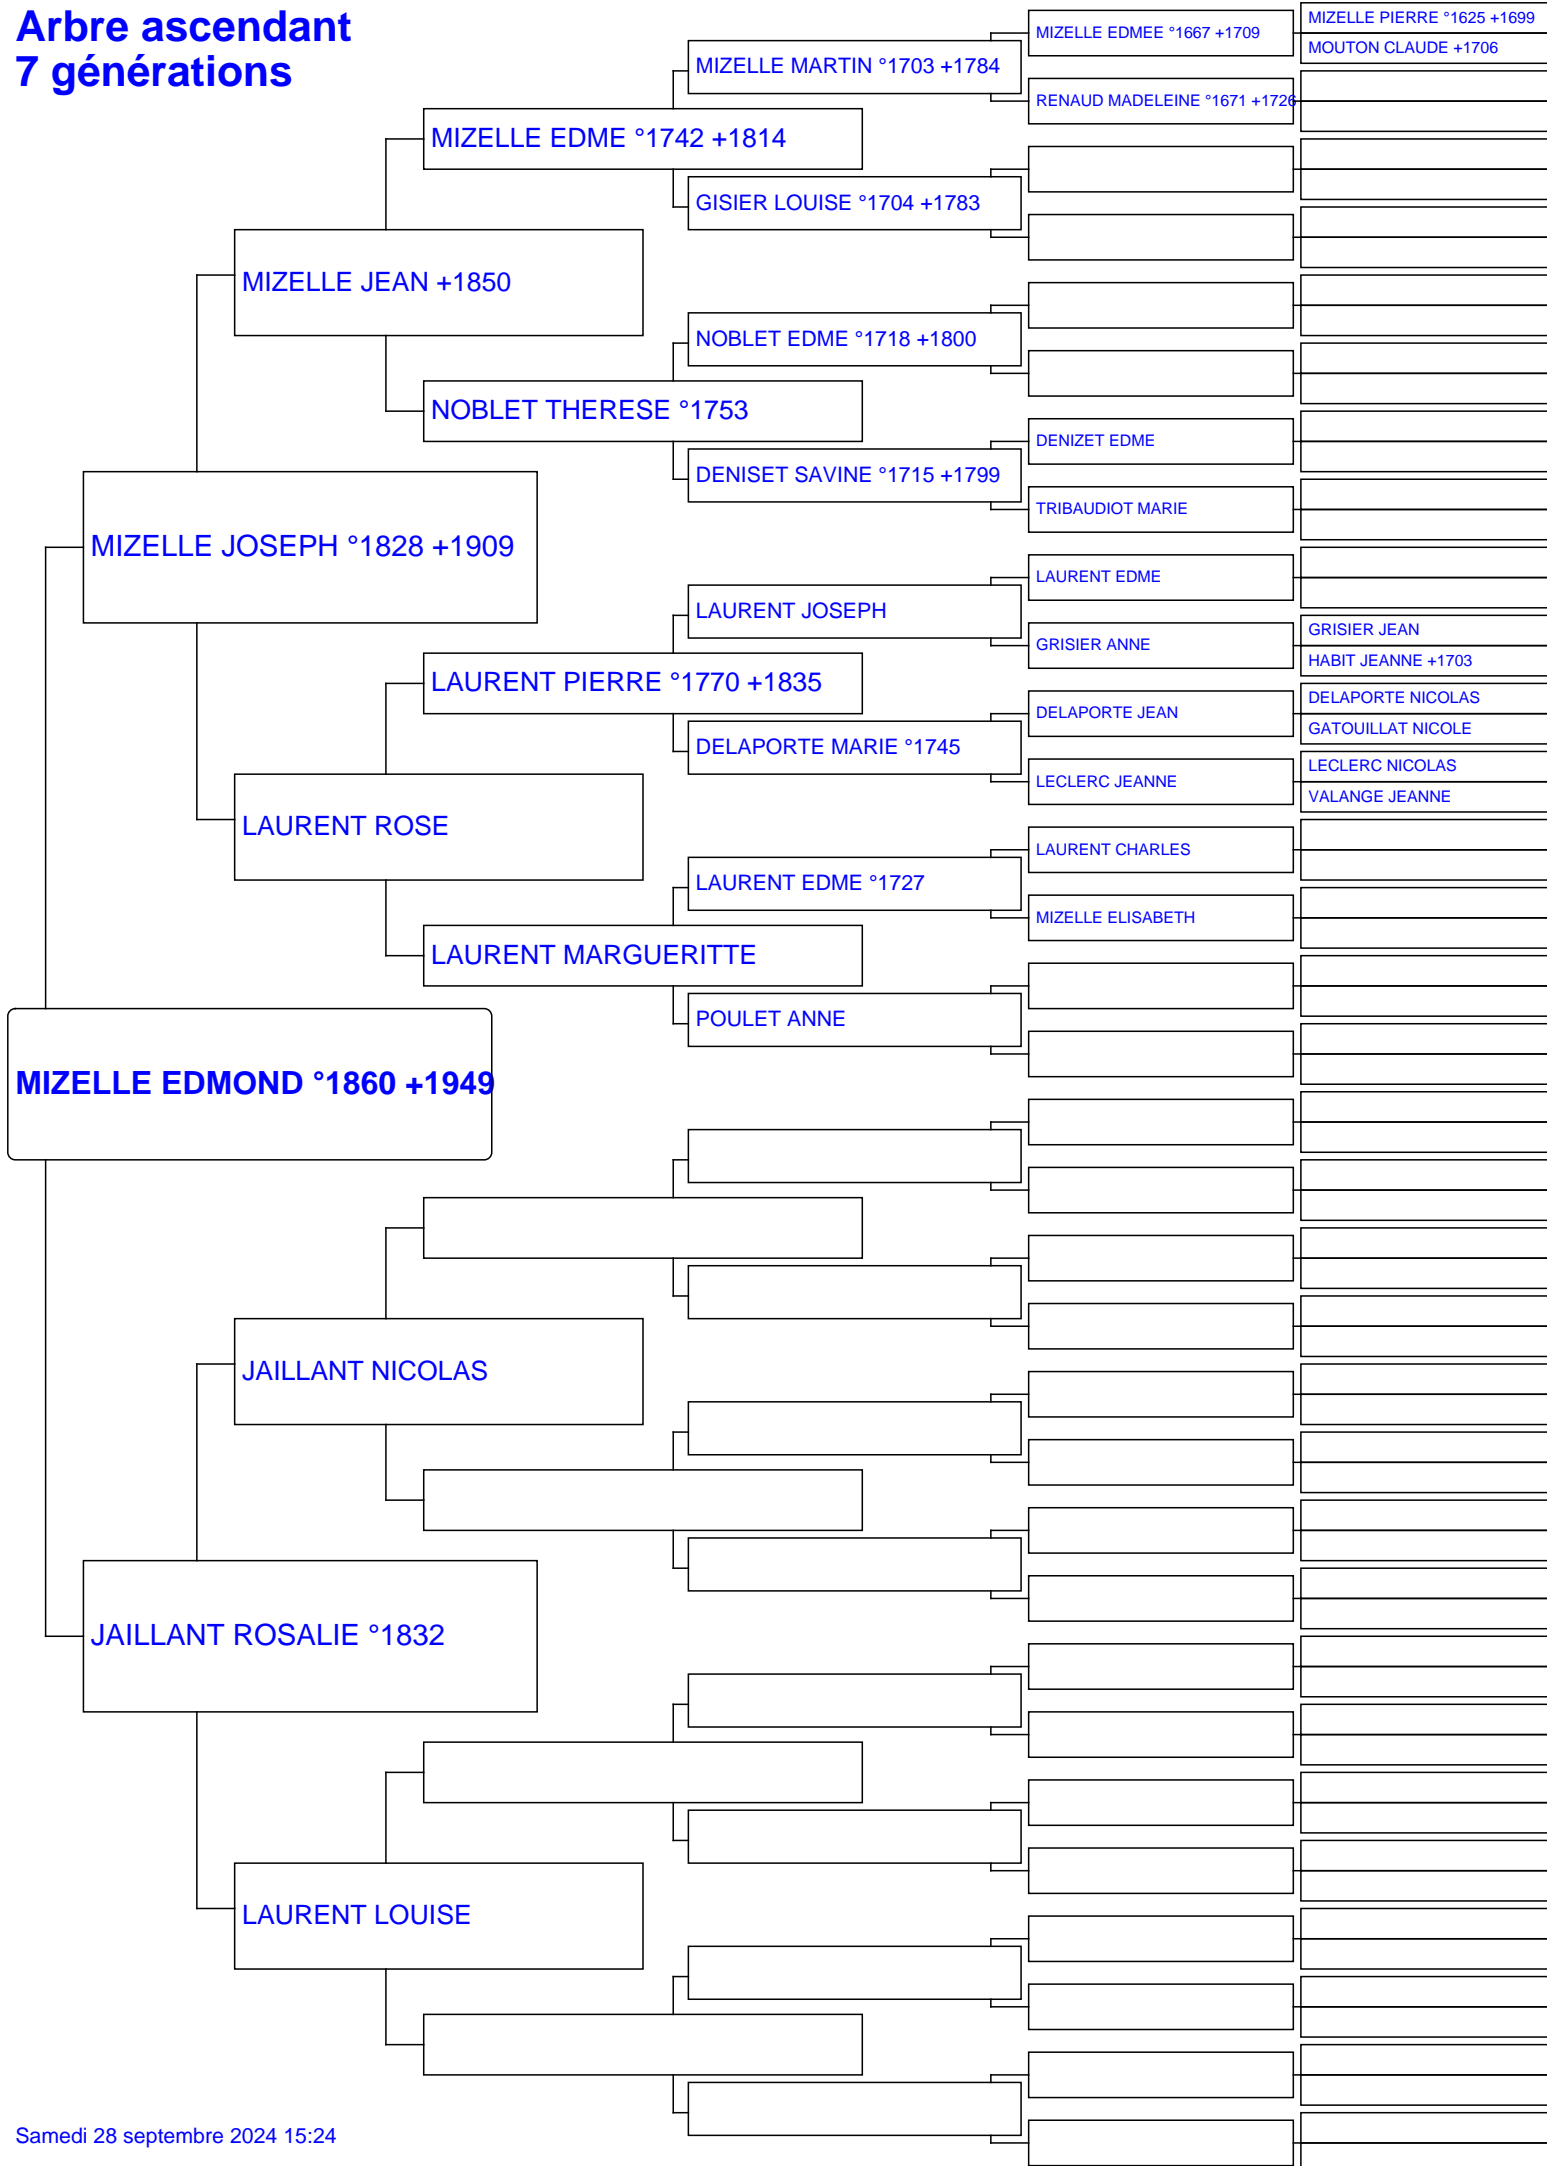 Arbre ascendant
7 générations
MIZELLE EDMOND °1860 +1949
MIZELLE JOSEPH °1828 +1909
JAILLANT ROSALIE °1832
MIZELLE JEAN +1850
LAURENT ROSE
JAILLANT NICOLAS
LAURENT LOUISE
MIZELLE EDME °1742 +1814
NOBLET THERESE °1753
LAURENT PIERRE °1770 +1835
LAURENT MARGUERITTE
MIZELLE MARTIN °1703 +1784
GISIER LOUISE °1704 +1783
NOBLET EDME °1718 +1800
DENISET SAVINE °1715 +1799
LAURENT JOSEPH
DELAPORTE MARIE °1745
LAURENT EDME °1727
POULET ANNE
MIZELLE EDMEE °1667 +1709
RENAUD MADELEINE °1671 +1726
DENIZET EDME
TRIBAUDIOT MARIE
LAURENT EDME
GRISIER ANNE
DELAPORTE JEAN
LECLERC JEANNE
LAURENT CHARLES
MIZELLE ELISABETH
MIZELLE PIERRE °1625 +1699
MOUTON CLAUDE +1706
GRISIER JEAN
HABIT JEANNE +1703
DELAPORTE NICOLAS
GATOUILLAT NICOLE
LECLERC NICOLAS
VALANGE JEANNE
Samedi 28 septembre 2024 15:24